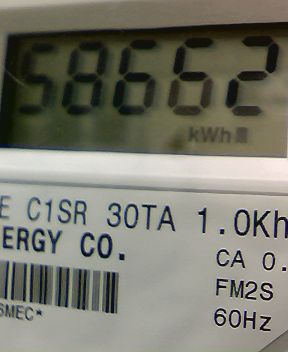 58662
kWh
E C1SR 30TA 1.0Kh
ERGY CO.
CA 0.
FM2S
SMEC*
60Hz